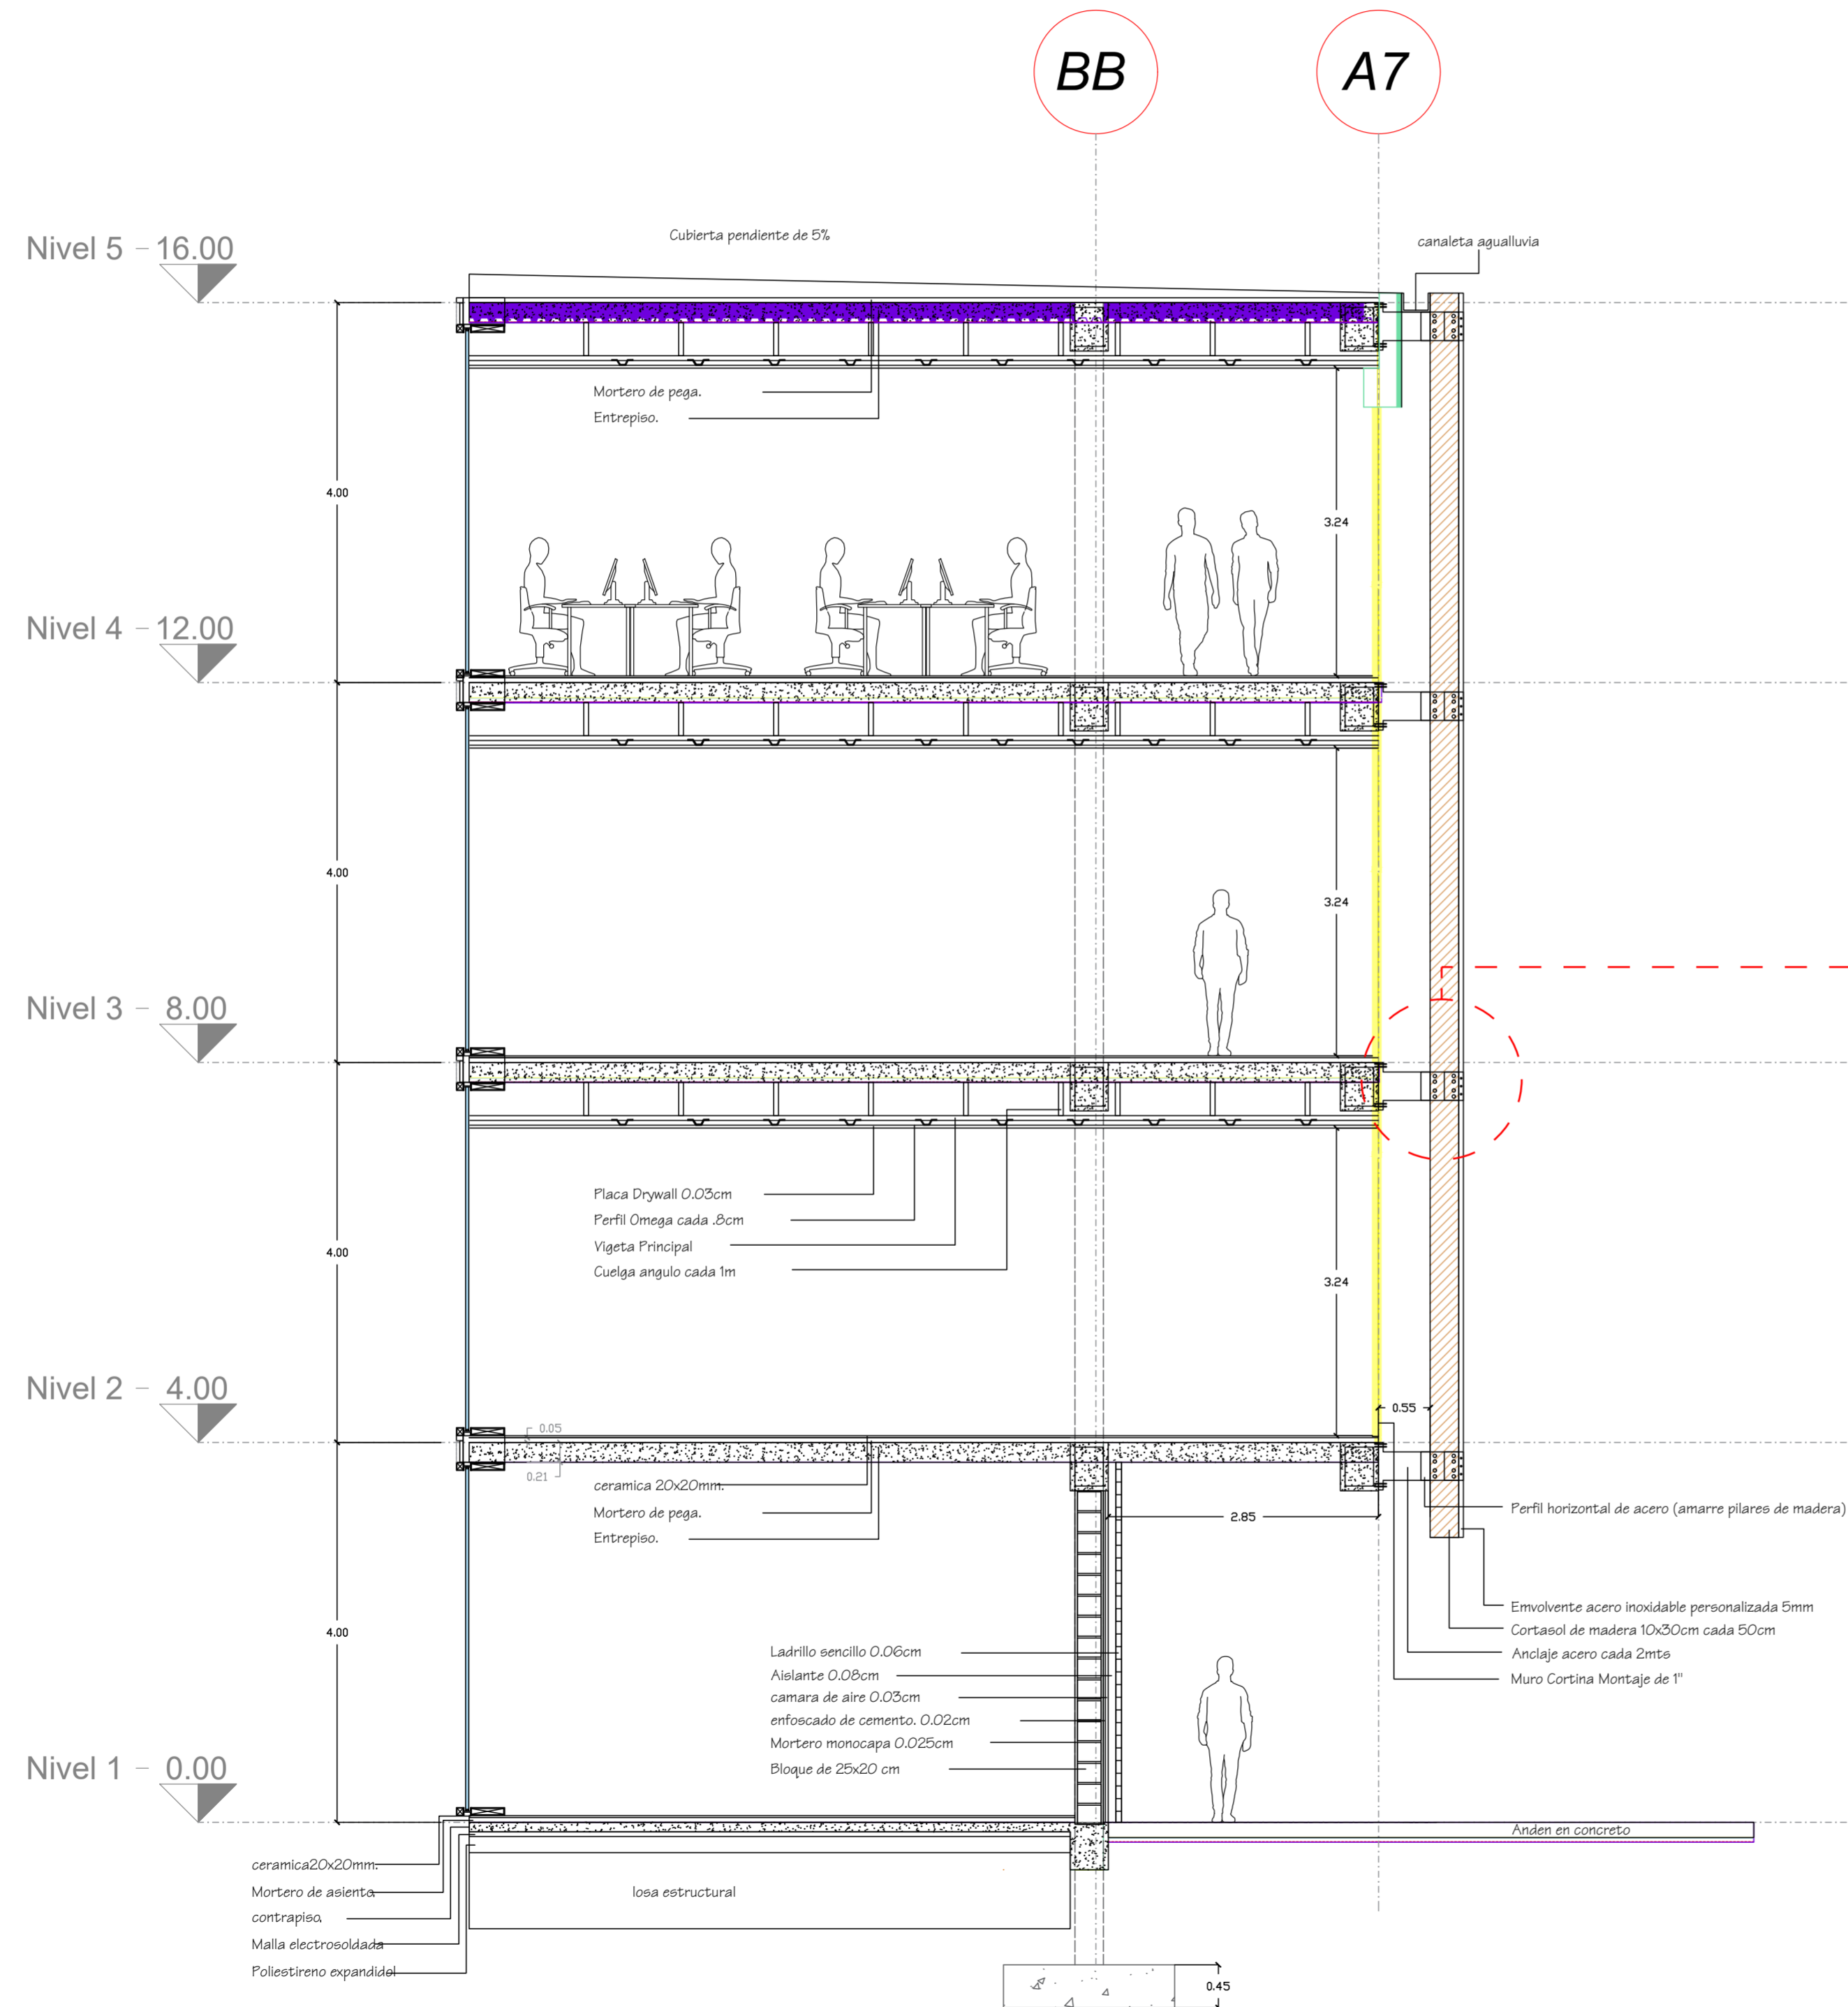 BB
A7
Cubierta pendiente de 5%
canaleta agualluvia
Nivel 5 - 16.00
Mortero de pega.
Entrepiso.
4.00
3.24
Nivel 4 - 12.00
4.00
3.24
Nivel 3 - 8.00
Placa Drywall 0.03cm
Perfil Omega cada .8cm
Vigeta Principal
Cuelga angulo cada 1m
4.00
3.24
Nivel 2 - 4.00
0.55
0.05
0.21
ceramica 20x20mm.
Mortero de pega.
Entrepiso.
2.85
Perfil horizontal de acero (amarre pilares de madera)
4.00
Emvolvente acero inoxidable personalizada 5mm
Cortasol de madera 10x30cm cada 50cm
Anclaje acero cada 2mts
Muro Cortina Montaje de 1"
Ladrillo sencillo 0.06cm
Aislante 0.08cm
camara de aire 0.03cm
enfoscado de cemento. 0.02cm
Mortero monocapa 0.025cm
Bloque de 25x20 cm
Nivel 1 - 0.00
Anden en concreto
ceramica20x20mm.
Mortero de asiento.
contrapiso.
Malla electrosoldada
Poliestireno expandidol
losa estructural
0.45